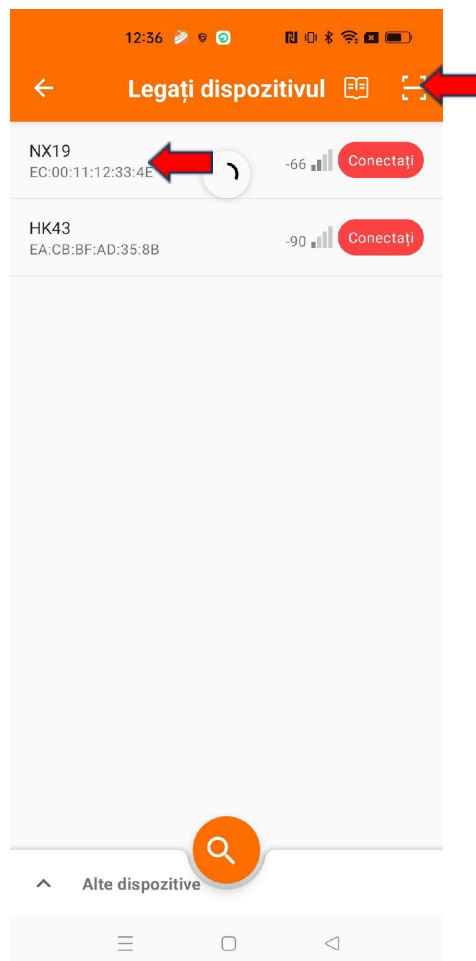 12:36
Legați dispozitivul
NX19
EC:00:11:12:33:4E
-66
Conectați
HK43
EA:CB:BF:AD:35:8B
-90
Conectați
Alte dispozitive